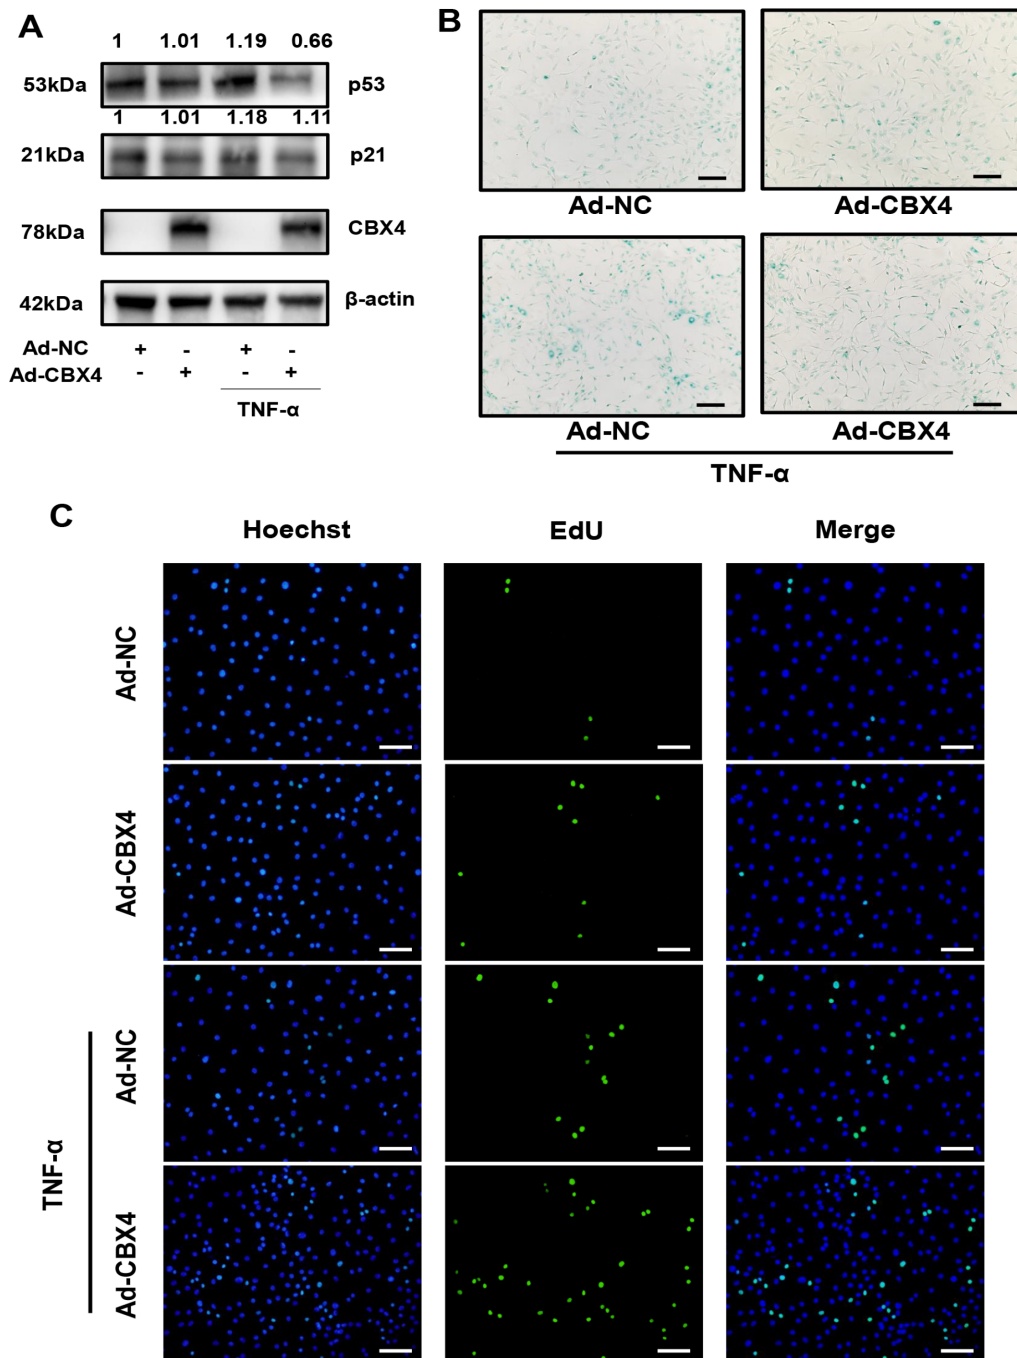 A
1 1.01 1.19 0.66
53kDa p53
1 1.01 1.18 1.11
21kDa p21
78kDa CBX4
42kDa β-actin
Ad-NC + - + -
Ad-CBX4 - + - +
TNF-α
B
Ad-NC Ad-CBX4
Ad-NC Ad-CBX4
TNF-α
C
Hoechst EdU Merge
Ad-NC
Ad-CBX4
Ad-NC
Ad-CBX4
TNF-α